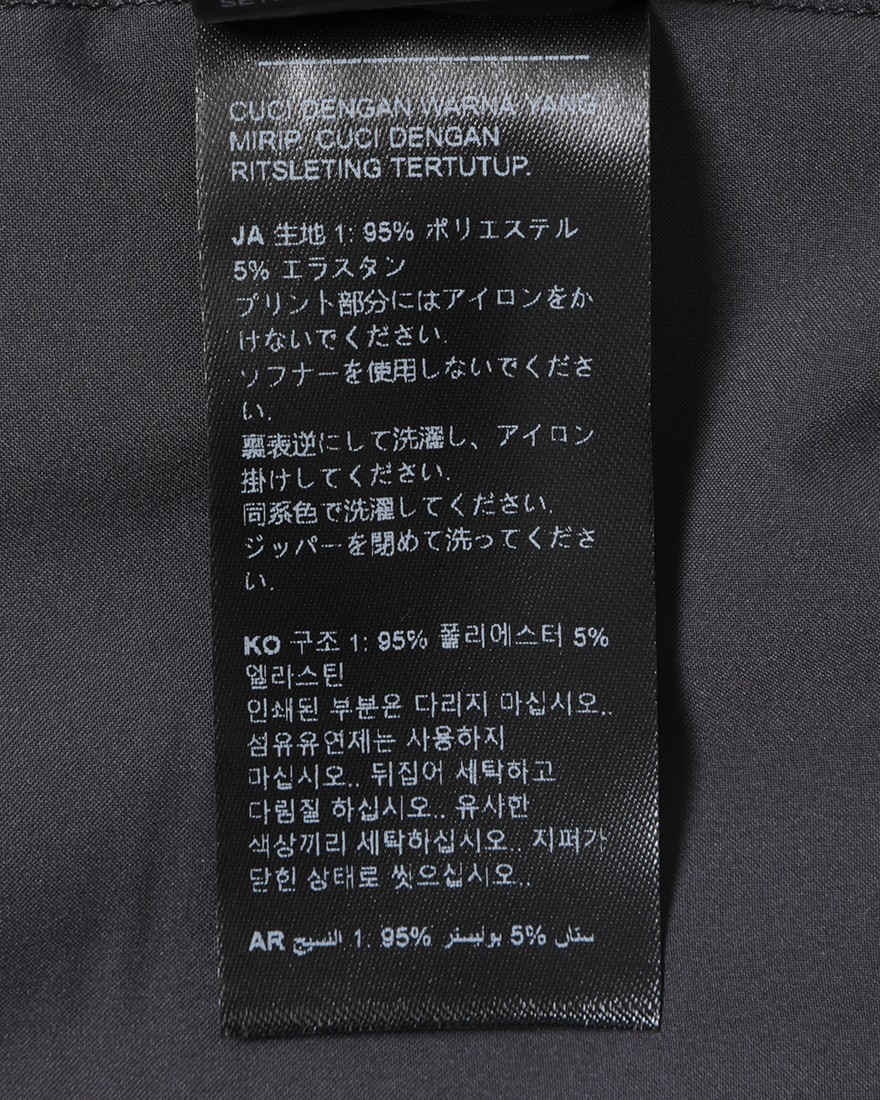 CUCI DENGAN WARNA YANG
MIRIP. CUCI DENGAN
RITSLETING TERTUTUP.
JA 生地 1: 95% ポリエステル
5% エラスタン
プリント部分にはアイロンをか
けないでください.
ソフナーを使用しないでくださ
い.
裏表逆にして洗濯し、アイロン
掛けしてください.
同系色で洗濯してください.
ジッパーを閉めて洗ってくださ
い.
KO 구조 1: 95% 폴리에스터 5%
엘라스틴
인쇄된 부분은 다리지 마십시오..
섬유유연제는 사용하지
마십시오.. 뒤집어 세탁하고
다림질 하십시오.. 유사한
색상끼리 세탁하십시오.. 지퍼가
닫힌 상태로 씻으십시오..
AR النسيج 1: 95% بوليستر 5% ستان